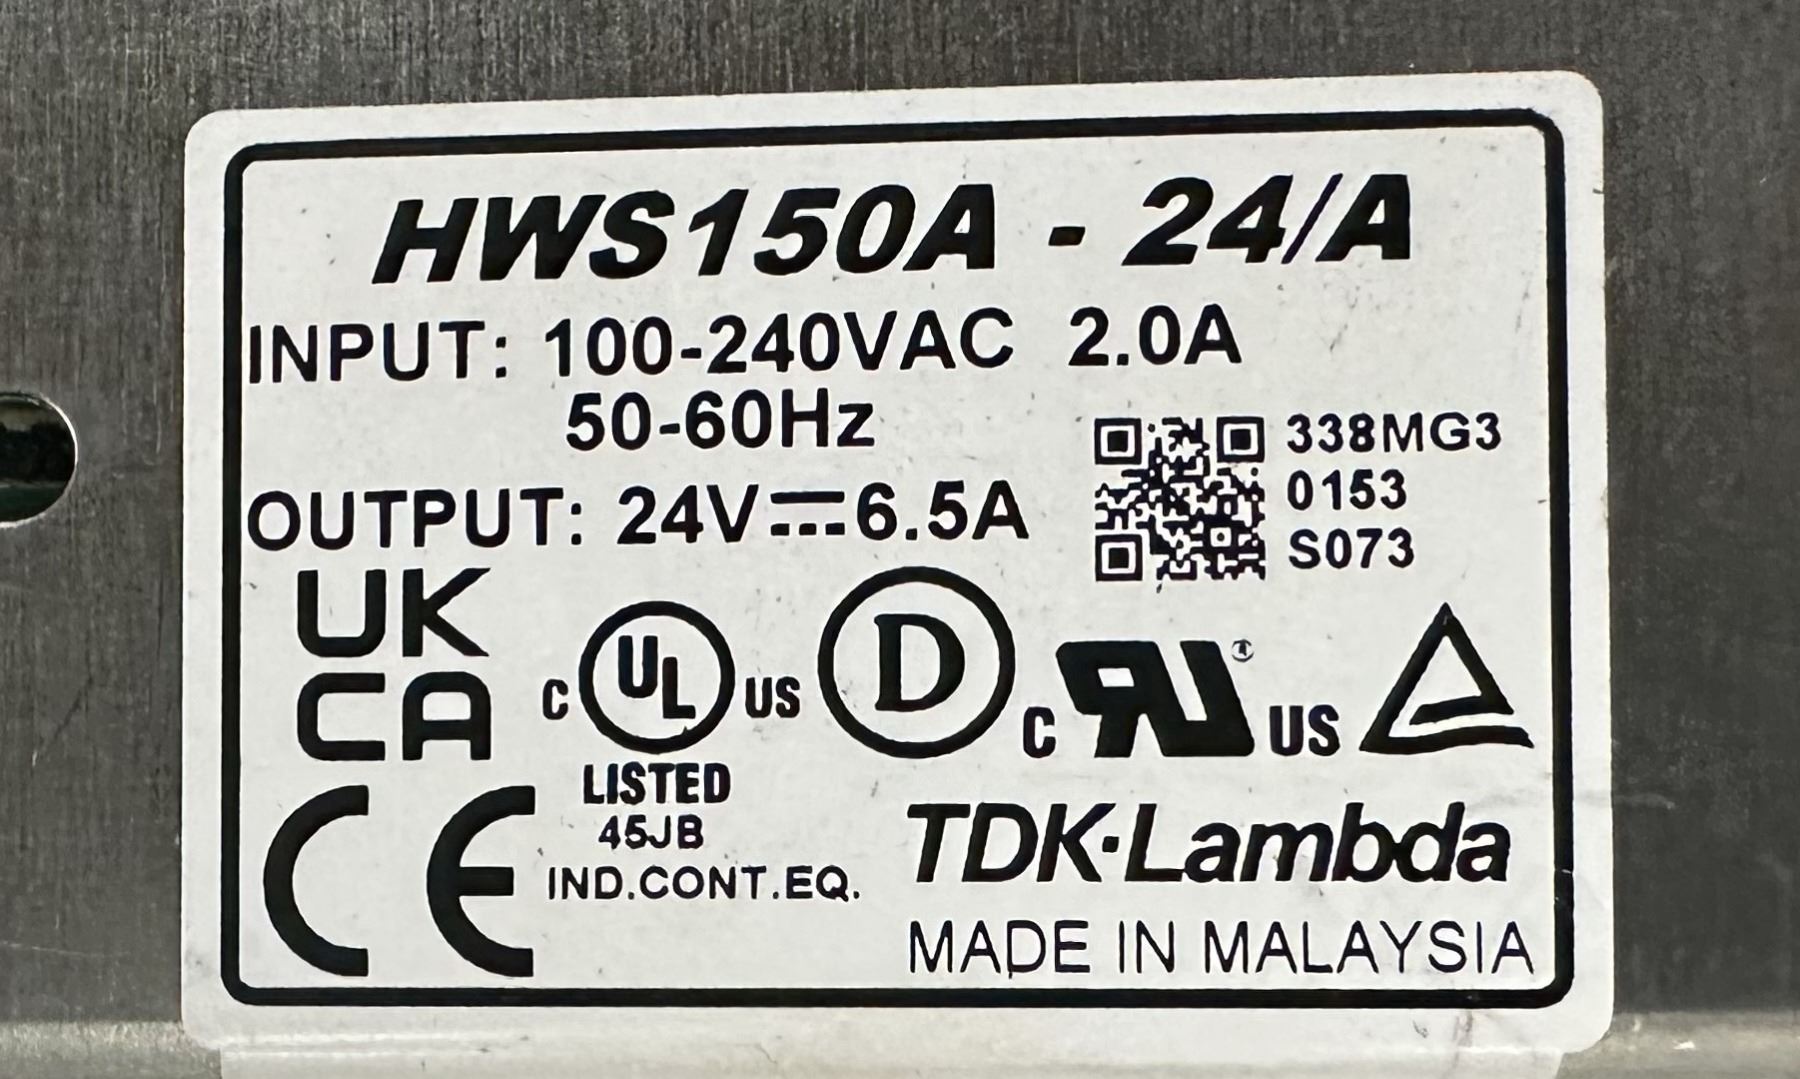 HWS150A - 24/A
INPUT: 100-240VAC 2.0A
50-60Hz
OUTPUT: 24V⎓6.5A
338MG3
0153
S073
UK
CA
C UL US
LISTED
45JB
IND.CONT.EQ.
D
C RU US
CE
TDK·Lambda
MADE IN MALAYSIA